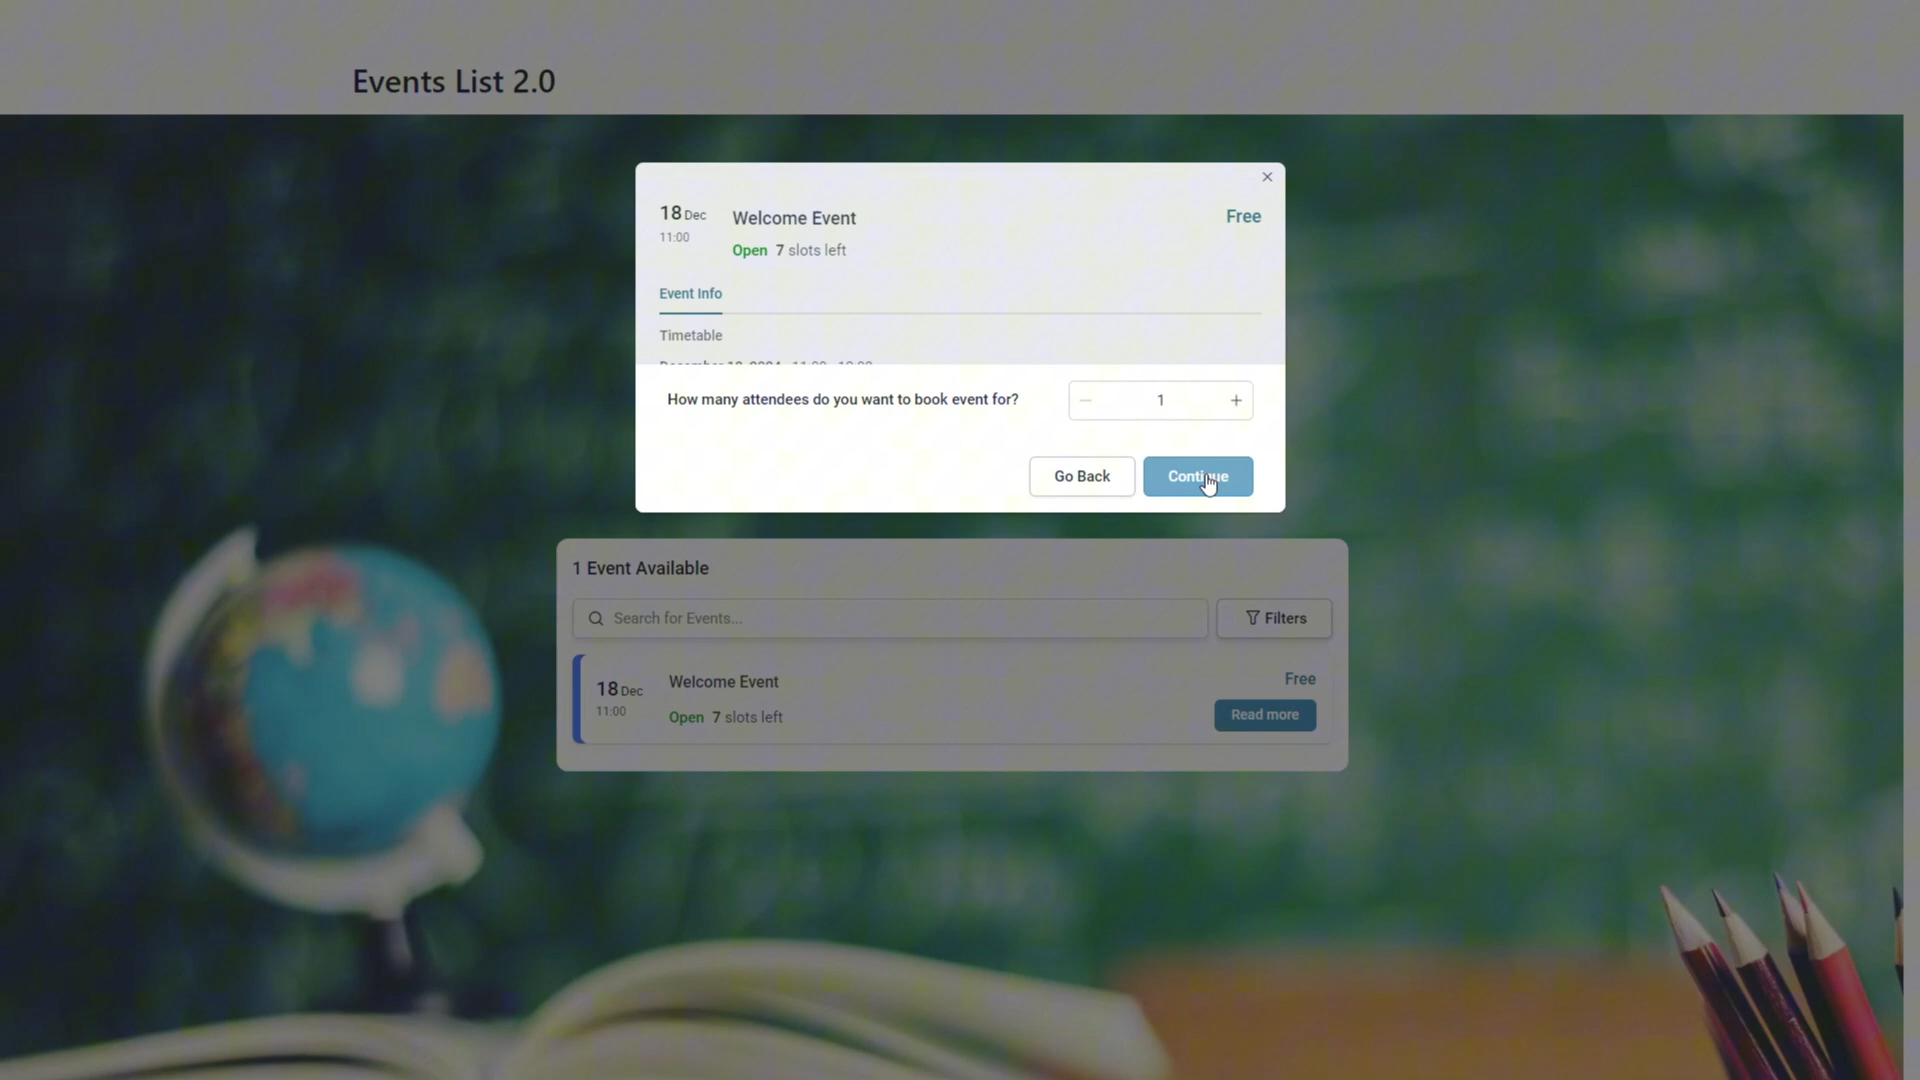 Events List 2.0
18 Dec
11:00
Welcome Event
Free
Open 7 slots left
Event Info
Timetable
How many attendees do you want to book event for?
1
Go Back
Continue
1 Event Available
Search for Events...
Filters
18 Dec
11:00
Welcome Event
Free
Open 7 slots left
Read more